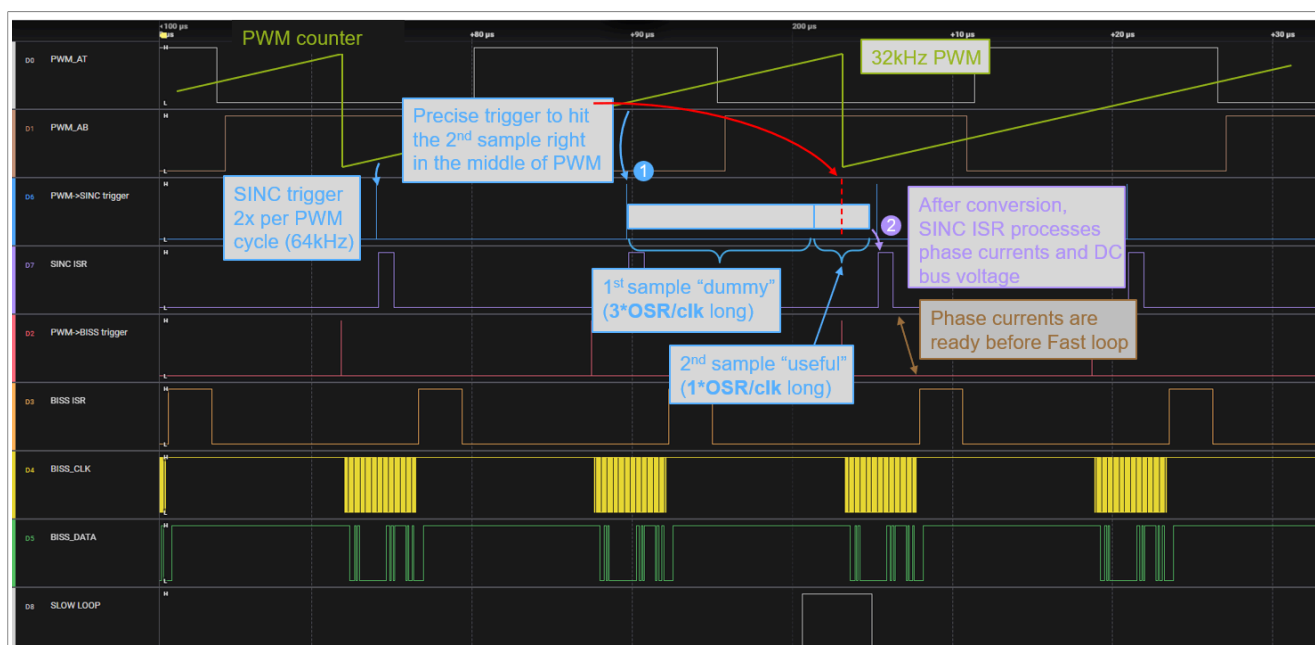 +100 µs
0 µs
+80 µs
+90 µs
200 µs
+10 µs
+20 µs
+30 µs
D0 PWM_AT
H
L
PWM counter
32kHz PWM
D1 PWM_AB
H
L
Precise trigger to hit
the 2nd sample right
in the middle of PWM
D6 PWM->SINC trigger
H
L
SINC trigger
2x per PWM
cycle (64kHz)
1
2
After conversion,
SINC ISR processes
phase currents and DC
bus voltage
D7 SINC ISR
H
L
1st sample “dummy”
(3*OSR/clk long)
D2 PWM->BISS trigger
H
L
Phase currents are
ready before Fast loop
2nd sample “useful”
(1*OSR/clk long)
D3 BISS ISR
H
L
D4 BISS_CLK
H
L
D5 BISS_DATA
H
L
D8 SLOW LOOP
H